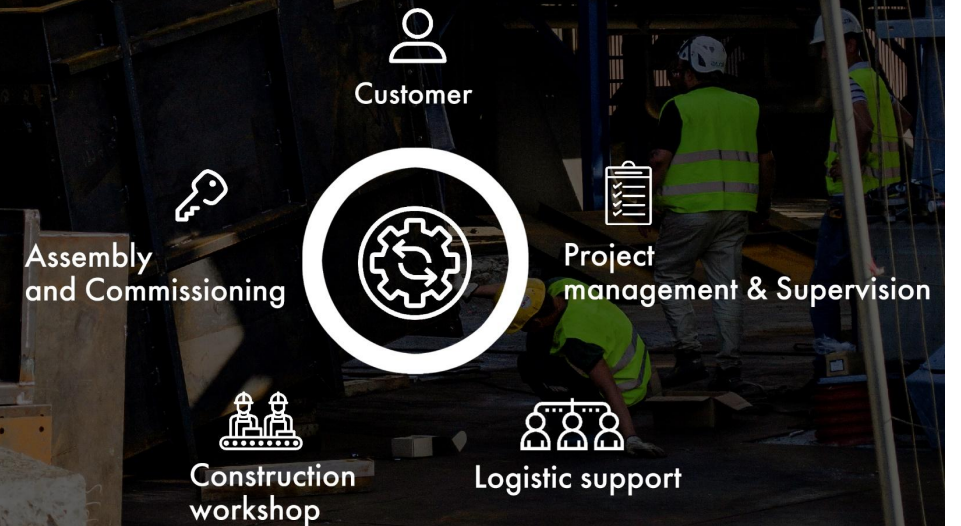 Customer
Assembly
and Commissioning
Project
management & Supervision
Construction
workshop
Logistic support